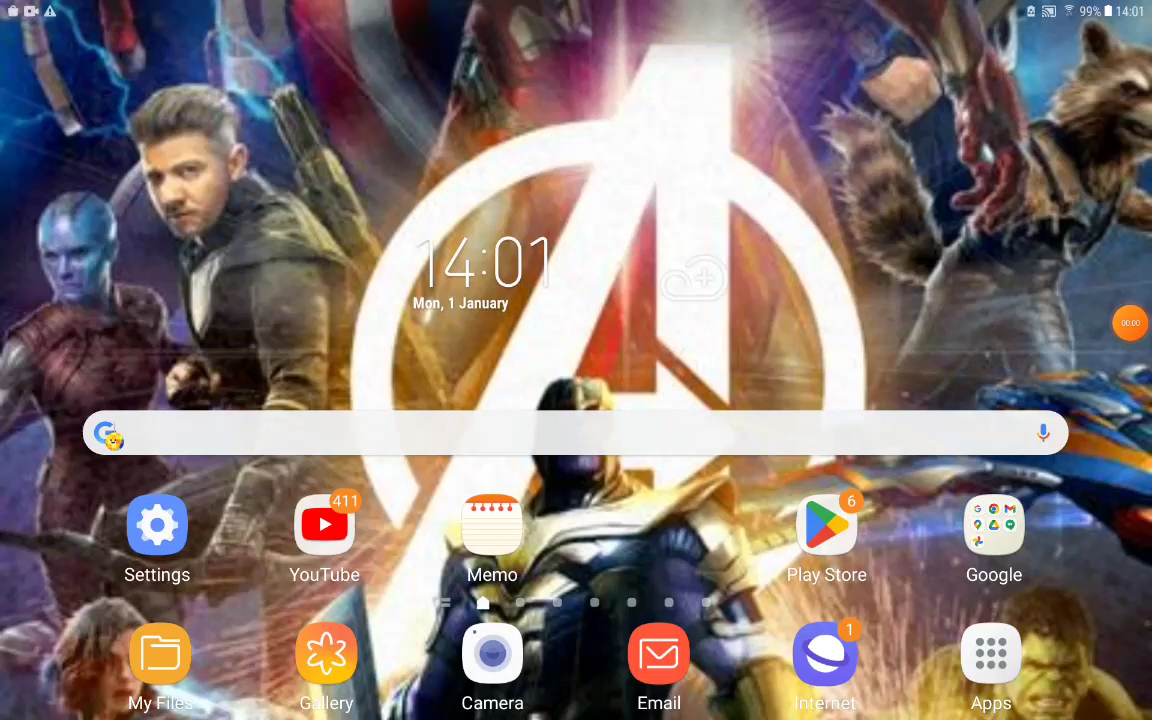 99% 14:01
14:01
Mon, 1 January
00:00
411
6
Settings
YouTube
Memo
Play Store
Google
1
My Files
Gallery
Camera
Email
Internet
Apps